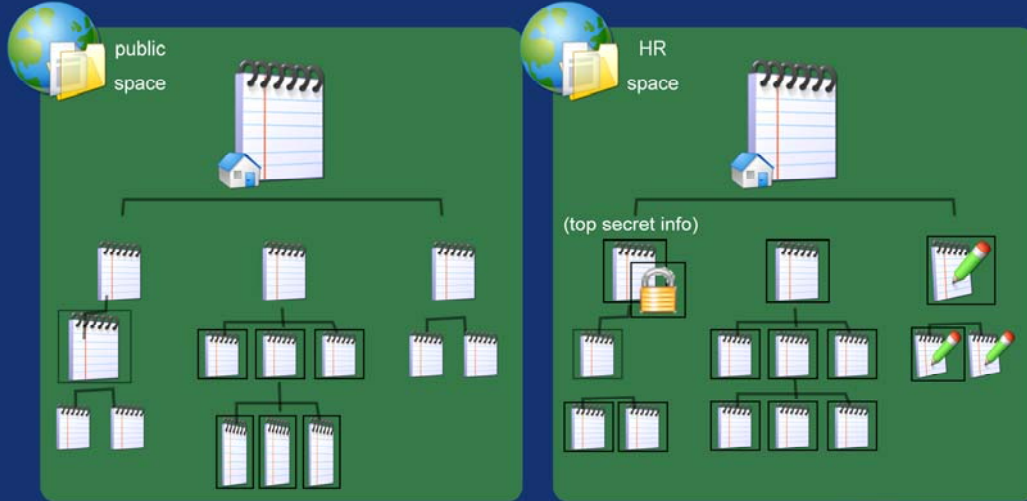 public
space
HR
space
(top secret info)